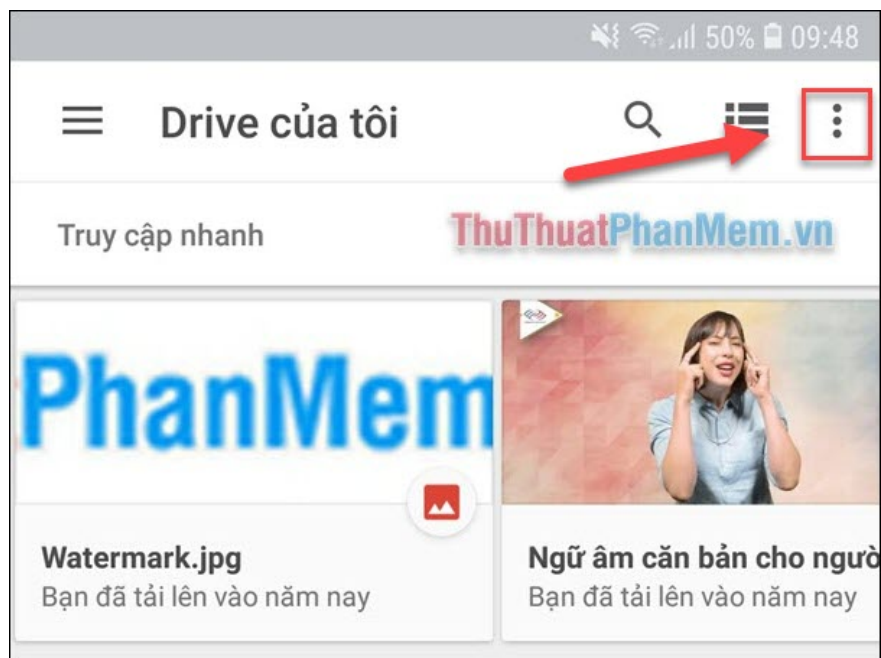 50% 09:48
Drive của tôi
Truy cập nhanh
ThuThuatPhanMem.vn
PhanMem
Watermark.jpg
Bạn đã tải lên vào năm nay
Ngữ âm căn bản cho ngườ
Bạn đã tải lên vào năm nay